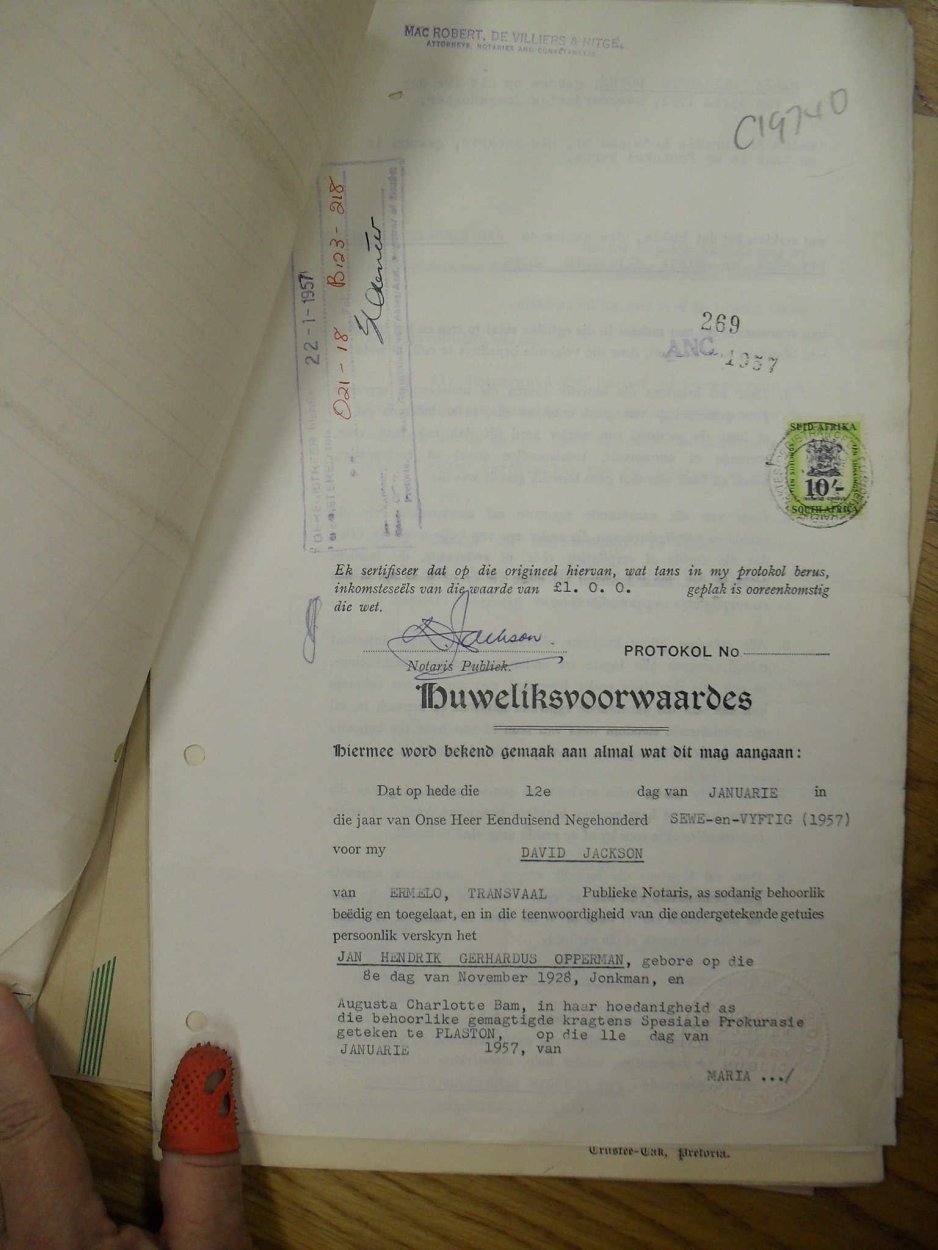 MAC ROBERT, DE VILLIERS & HITGE,
ATTORNEYS, NOTARIES AND CONVEYANCERS
C19740
22-1-1957
O21-18 B123-218
269
ANC. 1957
SUID-AFRIKA
10/-
SOUTH AFRICA
Ek sertifiseer dat op die origineel hiervan, wat tans in my protokol berus,
inkomsteseëls van die waarde van £1. 0. 0. geplak is ooreenkomstig
die wet.
D. Jackson.
Notaris Publiek.
PROTOKOL No
Huweliksvoorwaardes
Hiermee word bekend gemaak aan almal wat dit mag aangaan:
Dat op hede die 12e dag van JANUARIE in
die jaar van Onse Heer Eenduisend Negehonderd SEWE-en-VYFTIG (1957)
voor my DAVID JACKSON
van ERMELO, TRANSVAAL Publieke Notaris, as sodanig behoorlik
beëdig en toegelaat, en in die teenwoordigheid van die ondergetekende getuies
persoonlik verskyn het
JAN HENDRIK GERHARDUS OPPERMAN, gebore op die
8e dag van November 1928, Jonkman, en
Augusta Charlotte Bam, in haar hoedanigheid as
die behoorlike gemagtigde kragtens Spesiale Prokurasie
geteken te PLASTON, op die 11e dag van
JANUARIE 1957, van
MARIA .../
Trustee-Tak, Pretoria.